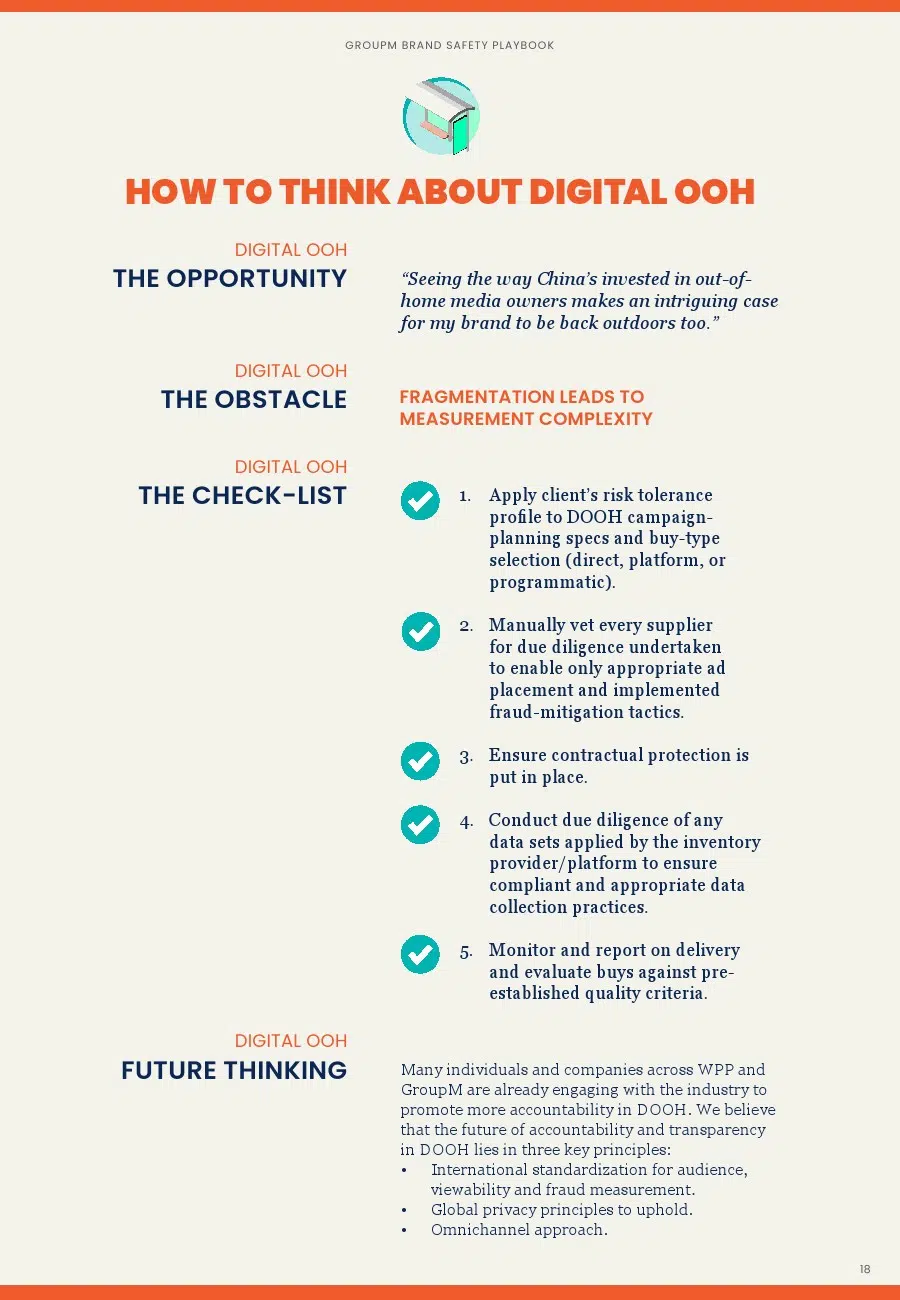 GROUPM BRAND SAFETY PLAYBOOK
HOW TO THINK ABOUT DIGITAL OOH
DIGITAL OOH
THE OPPORTUNITY
“Seeing the way China’s invested in out-of-
home media owners makes an intriguing case
for my brand to be back outdoors too.”
DIGITAL OOH
THE OBSTACLE
FRAGMENTATION LEADS TO
MEASUREMENT COMPLEXITY
DIGITAL OOH
THE CHECK-LIST
1. Apply client’s risk tolerance
profile to DOOH campaign-
planning specs and buy-type
selection (direct, platform, or
programmatic).
2. Manually vet every supplier
for due diligence undertaken
to enable only appropriate ad
placement and implemented
fraud-mitigation tactics.
3. Ensure contractual protection is
put in place.
4. Conduct due diligence of any
data sets applied by the inventory
provider/platform to ensure
compliant and appropriate data
collection practices.
5. Monitor and report on delivery
and evaluate buys against pre-
established quality criteria.
DIGITAL OOH
FUTURE THINKING
Many individuals and companies across WPP and
GroupM are already engaging with the industry to
promote more accountability in DOOH. We believe
that the future of accountability and transparency
in DOOH lies in three key principles:
• International standardization for audience,
viewability and fraud measurement.
• Global privacy principles to uphold.
• Omnichannel approach.
18